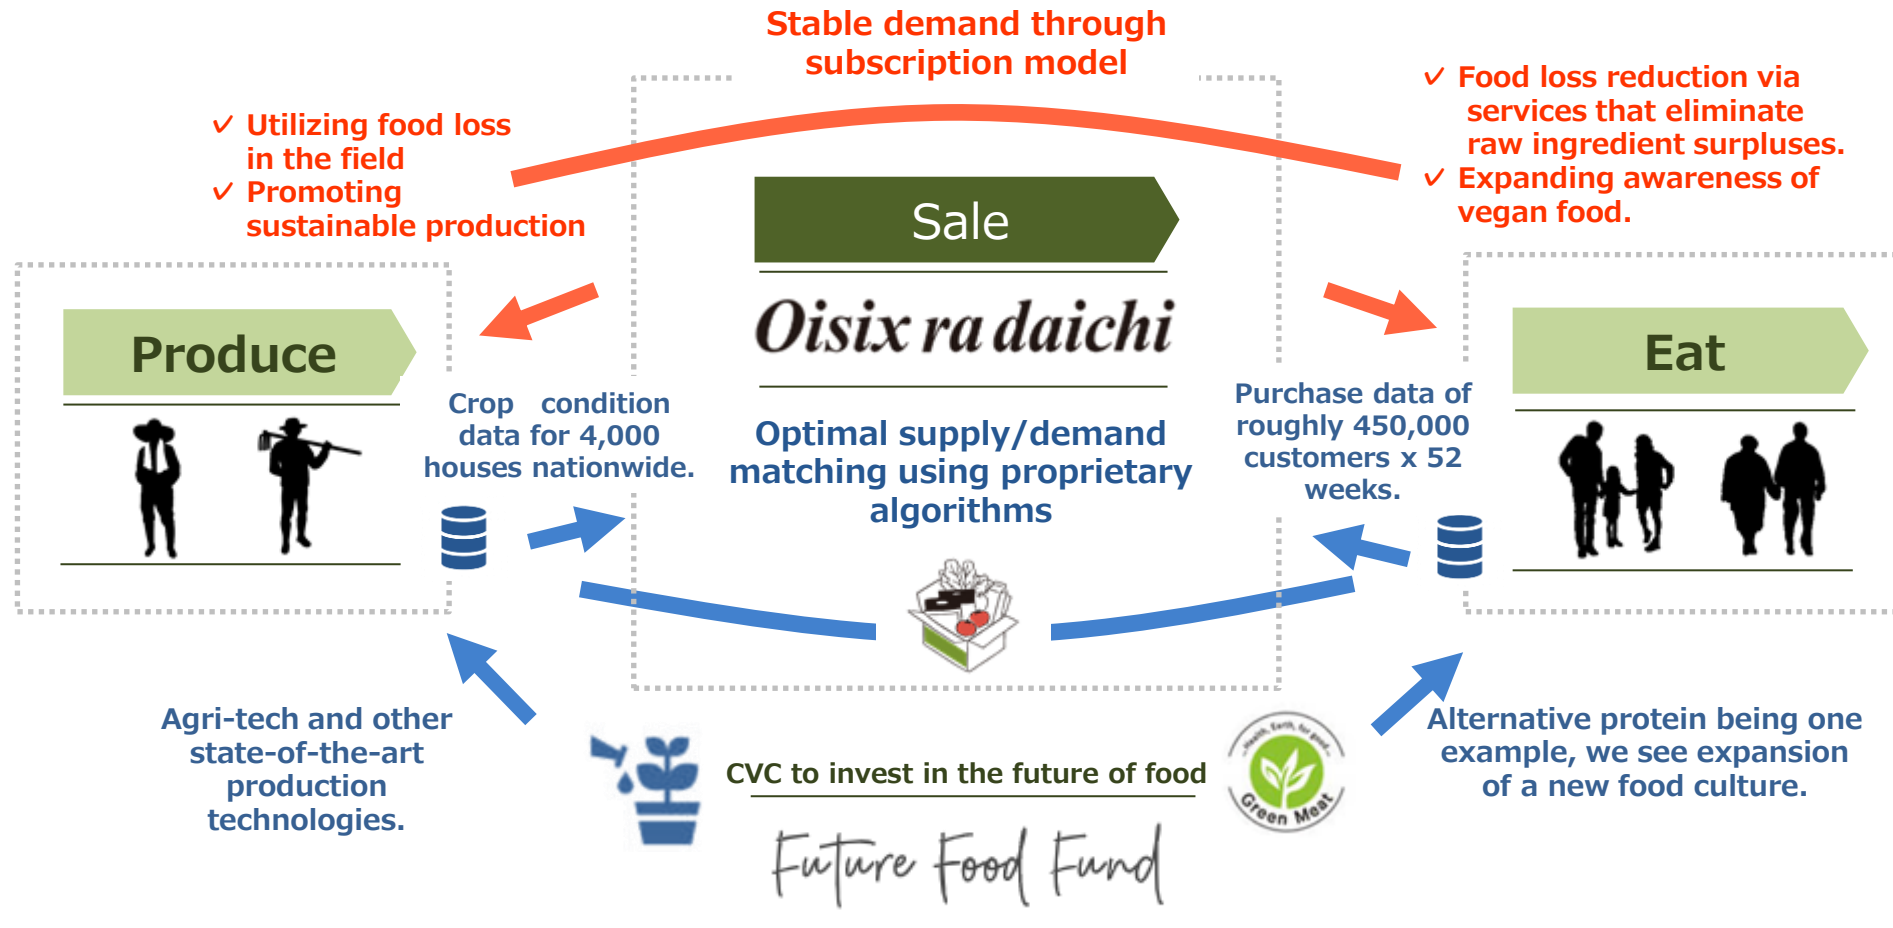 Stable demand through
subscription model
✓ Utilizing food loss
in the field
✓ Promoting
sustainable production
✓ Food loss reduction via
services that eliminate
raw ingredient surpluses.
✓ Expanding awareness of
vegan food.
Sale
Oisix ra daichi
Produce
Eat
Crop condition
data for 4,000
houses nationwide.
Optimal supply/demand
matching using proprietary
algorithms
Purchase data of
roughly 450,000
customers x 52
weeks.
Agri-tech and other
state-of-the-art
production
technologies.
CVC to invest in the future of food
Future Food Fund
Health, Earth, for good
Green Meat
Alternative protein being one
example, we see expansion
of a new food culture.